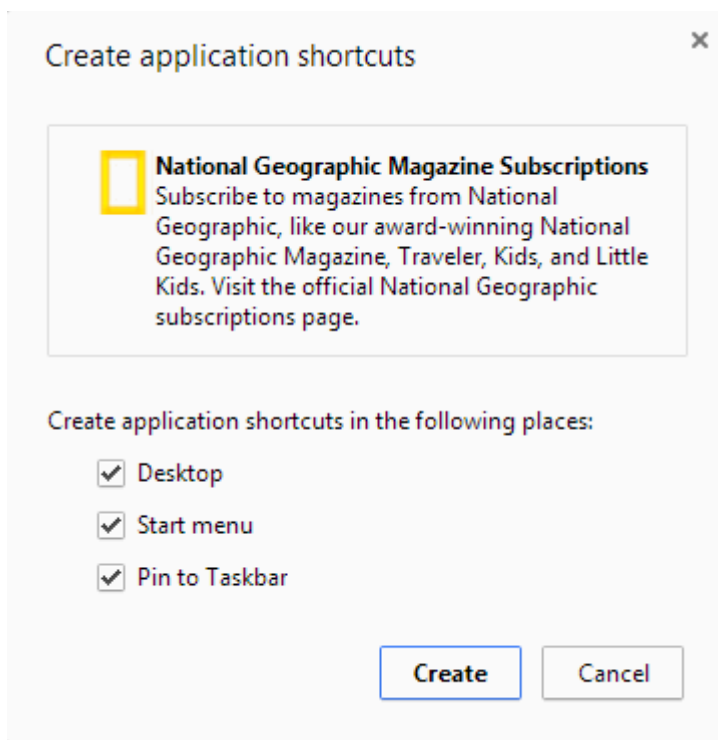 Create application shortcuts
National Geographic Magazine Subscriptions
Subscribe to magazines from National
Geographic, like our award-winning National
Geographic Magazine, Traveler, Kids, and Little
Kids. Visit the official National Geographic
subscriptions page.
Create application shortcuts in the following places:
Desktop
Start menu
Pin to Taskbar
Create
Cancel